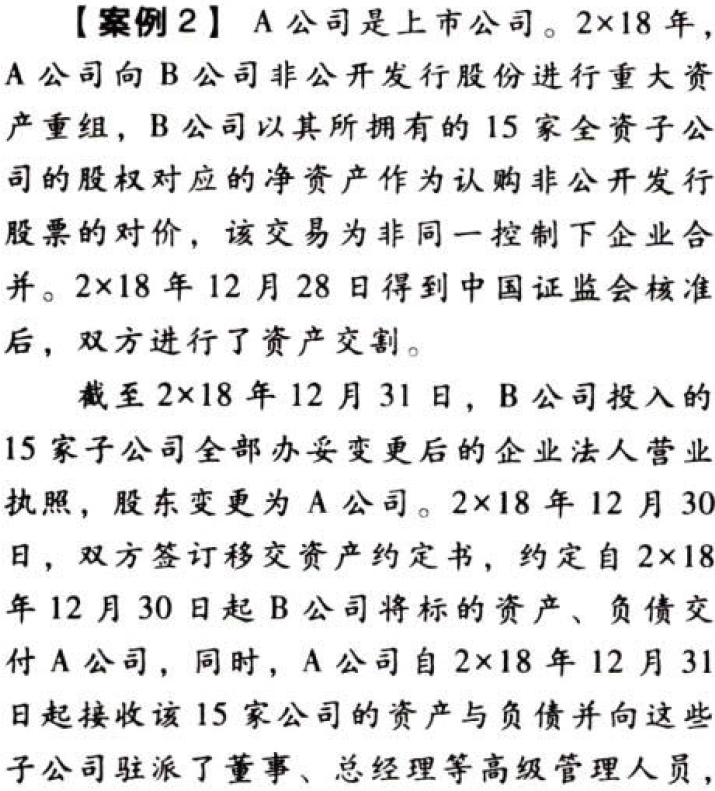 【案例2】 A公司是上市公司。2×18年，
A公司向B公司非公开发行股份进行重大资
产重组，B公司以其所拥有的15家全资子公
司的股权对应的净资产作为认购非公开发行
股票的对价，该交易为非同一控制下企业合
并。2×18年12月28日得到中国证监会核准
后，双方进行了资产交割。
截至2×18年12月31日，B公司投入的
15家子公司全部办妥变更后的企业法人营业
执照，股东变更为A公司。2×18年12月30
日，双方签订移交资产约定书，约定自2×18
年12月30日起B公司将标的资产、负债交
付A公司，同时，A公司自2×18年12月31
日起接收该15家公司的资产与负债并向这些
子公司驻派了董事、总经理等高级管理人员，